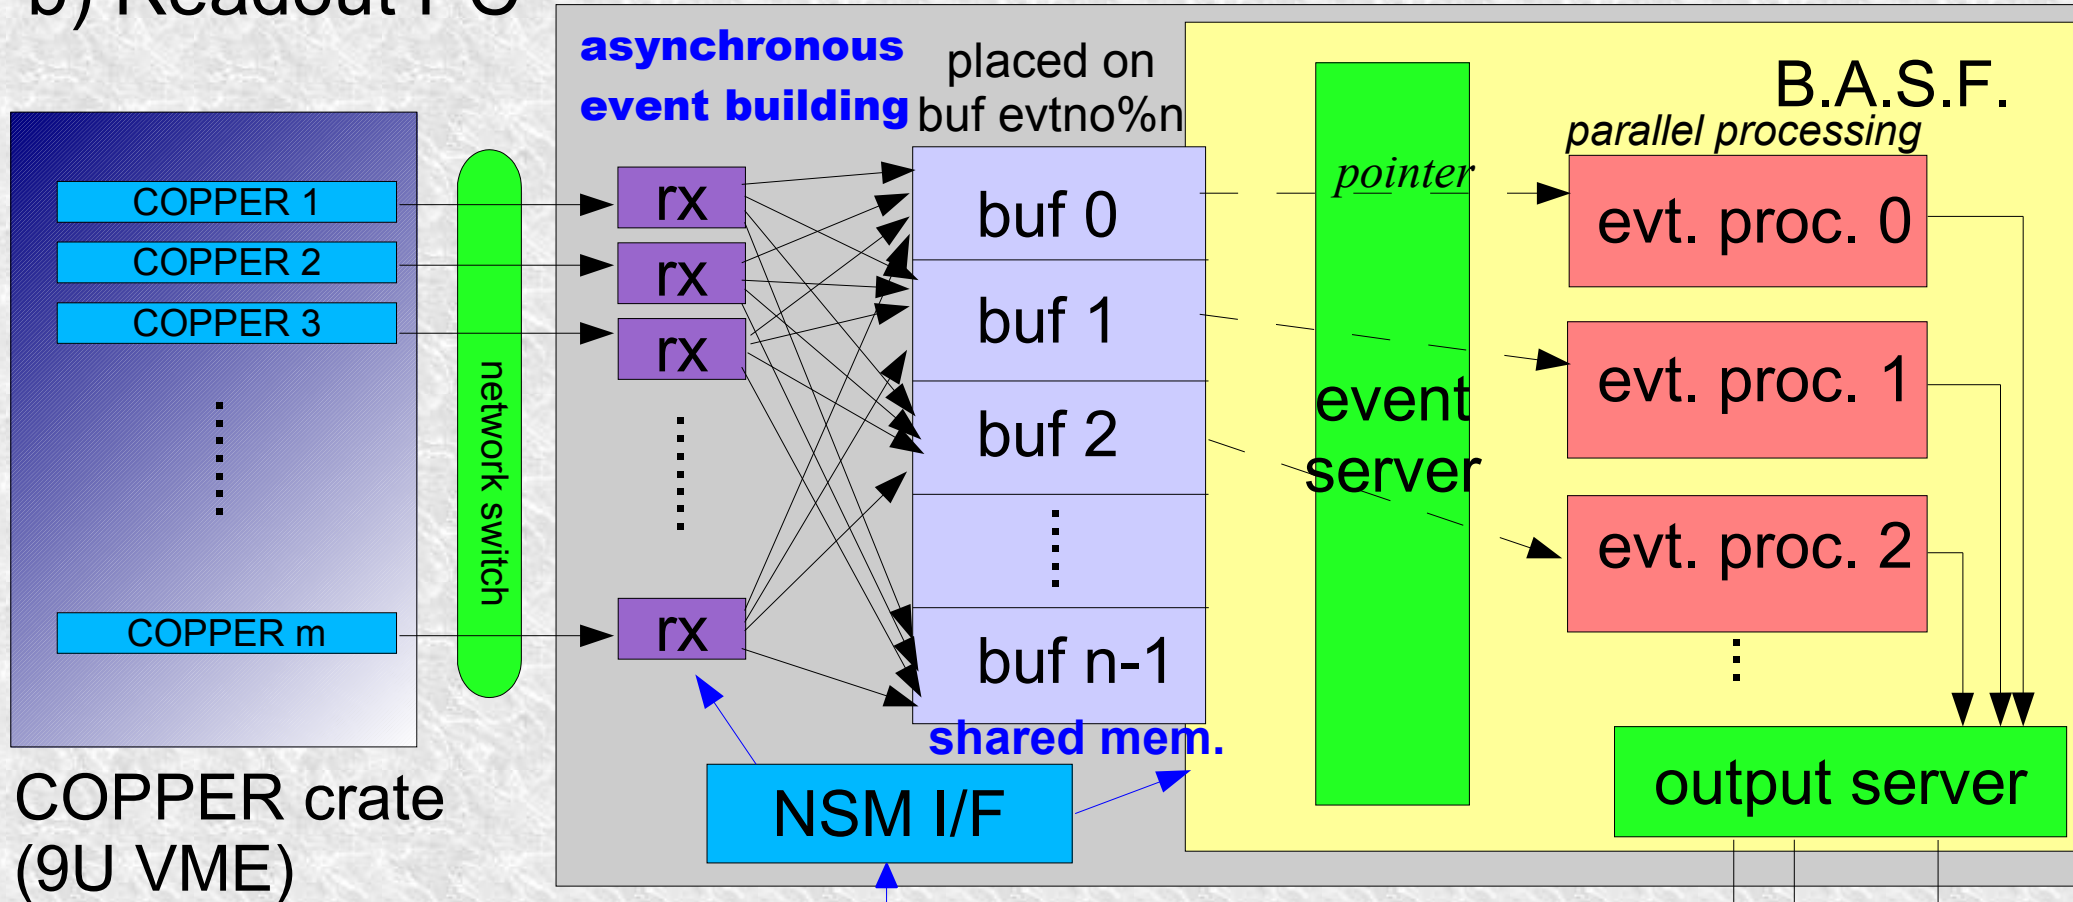 b) Readout PC
asynchronous
event building
placed on
buf evtno%n
B.A.S.F.
parallel processing
COPPER 1
COPPER 2
COPPER 3
COPPER m
network switch
rx
rx
rx
rx
buf 0
buf 1
buf 2
buf n-1
shared mem.
pointer
event
server
evt. proc. 0
evt. proc. 1
evt. proc. 2
output server
NSM I/F
COPPER crate
(9U VME)